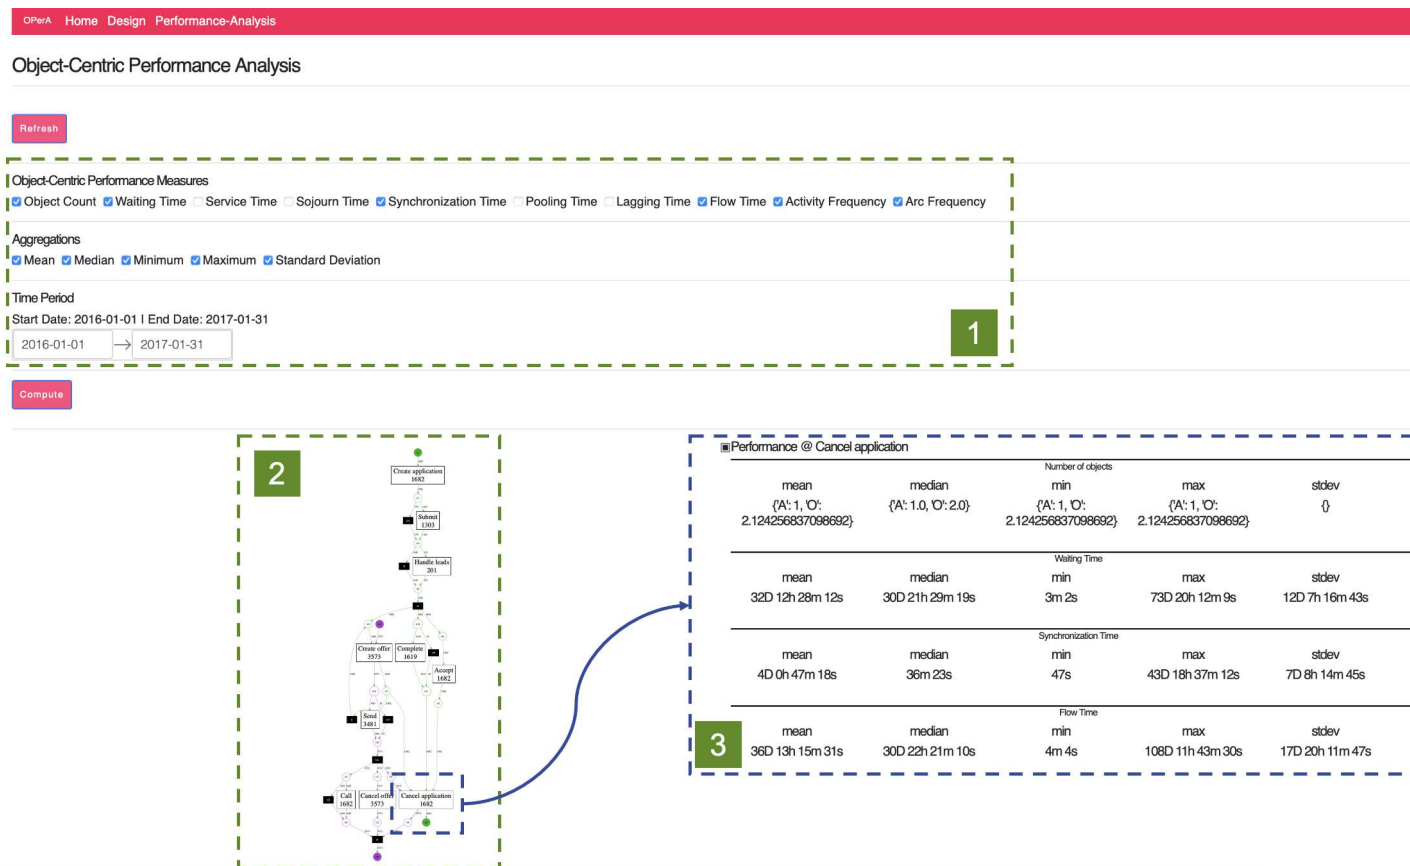 OPerA Home Design Performance-Analysis
Object-Centric Performance Analysis
Refresh
Object-Centric Performance Measures
Object Count Waiting Time Service Time Sojourn Time Synchronization Time Pooling Time Lagging Time Flow Time Activity Frequency Arc Frequency
Aggregations
Mean Median Minimum Maximum Standard Deviation
Time Period
Start Date: 2016-01-01 | End Date: 2017-01-31
2016-01-01 → 2017-01-31
1
Compute
2
Create application
1682
Submit
1303
Handle leads
201
Create offer
3573
Complete
1619
Accept
1682
Send
3481
Call
1682
Cancel offer
3573
Cancel application
1682
Performance @ Cancel application
Number of objects
mean median min max stdev
{'A': 1, 'O': {'A': 1.0, 'O': 2.0} {'A': 1, 'O': {'A': 1, 'O': {}
2.124256837098692} 2.124256837098692} 2.124256837098692}
Waiting Time
mean median min max stdev
32D 12h 28m 12s 30D 21h 29m 19s 3m 2s 73D 20h 12m 9s 12D 7h 16m 43s
Synchronization Time
mean median min max stdev
4D 0h 47m 18s 36m 23s 47s 43D 18h 37m 12s 7D 8h 14m 45s
Flow Time
mean median min max stdev
36D 13h 15m 31s 30D 22h 21m 10s 4m 4s 108D 11h 43m 30s 17D 20h 11m 47s
3